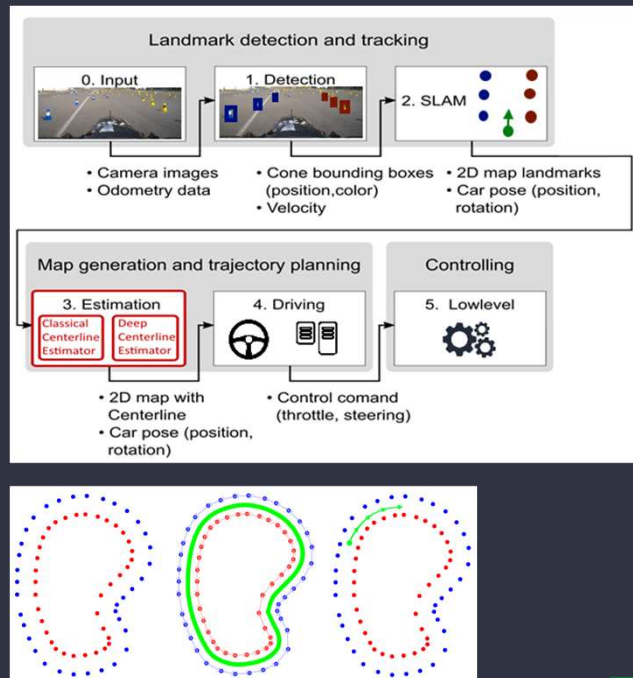 Landmark detection and tracking
0. Input
1. Detection
2. SLAM
• Camera images
• Odometry data
• Cone bounding boxes
(position,color)
• Velocity
• 2D map landmarks
• Car pose (position,
rotation)
Map generation and trajectory planning
Controlling
3. Estimation
Classical
Centerline
Estimator
Deep
Centerline
Estimator
4. Driving
5. Lowlevel
• 2D map with
Centerline
• Car pose (position,
rotation)
• Control comand
(throttle, steering)